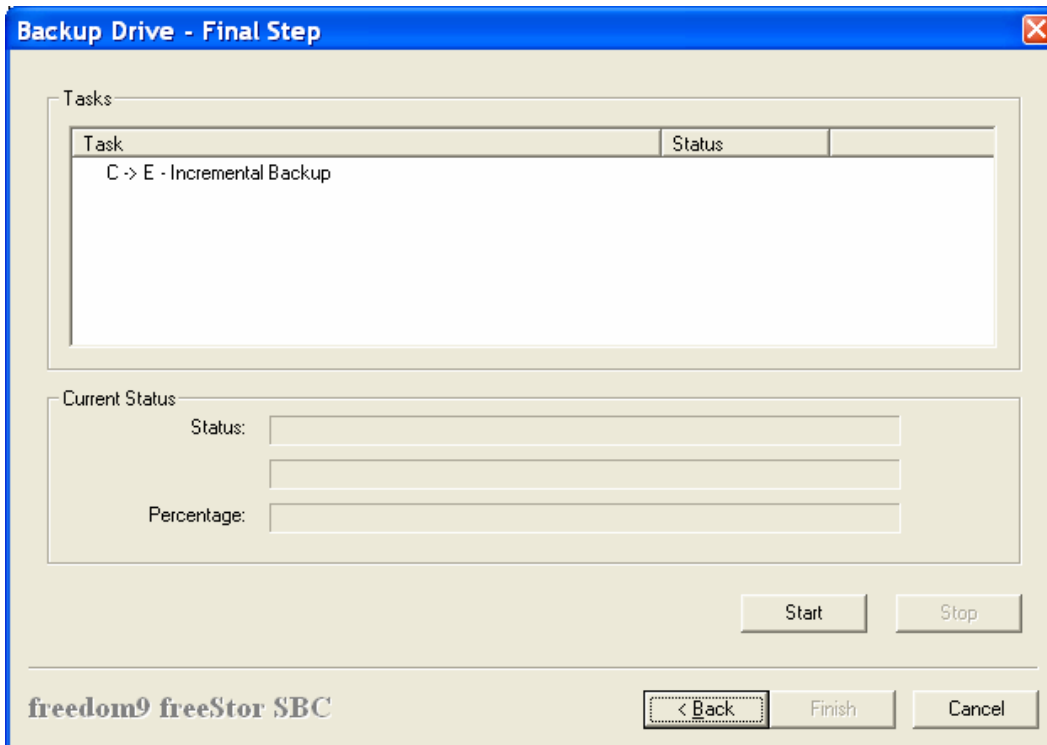 Backup Drive - Final Step
Tasks
Task Status
C -> E - Incremental Backup
Current Status
Status:
Percentage:
Start Stop
freedom9 freeStor SBC < Back Finish Cancel